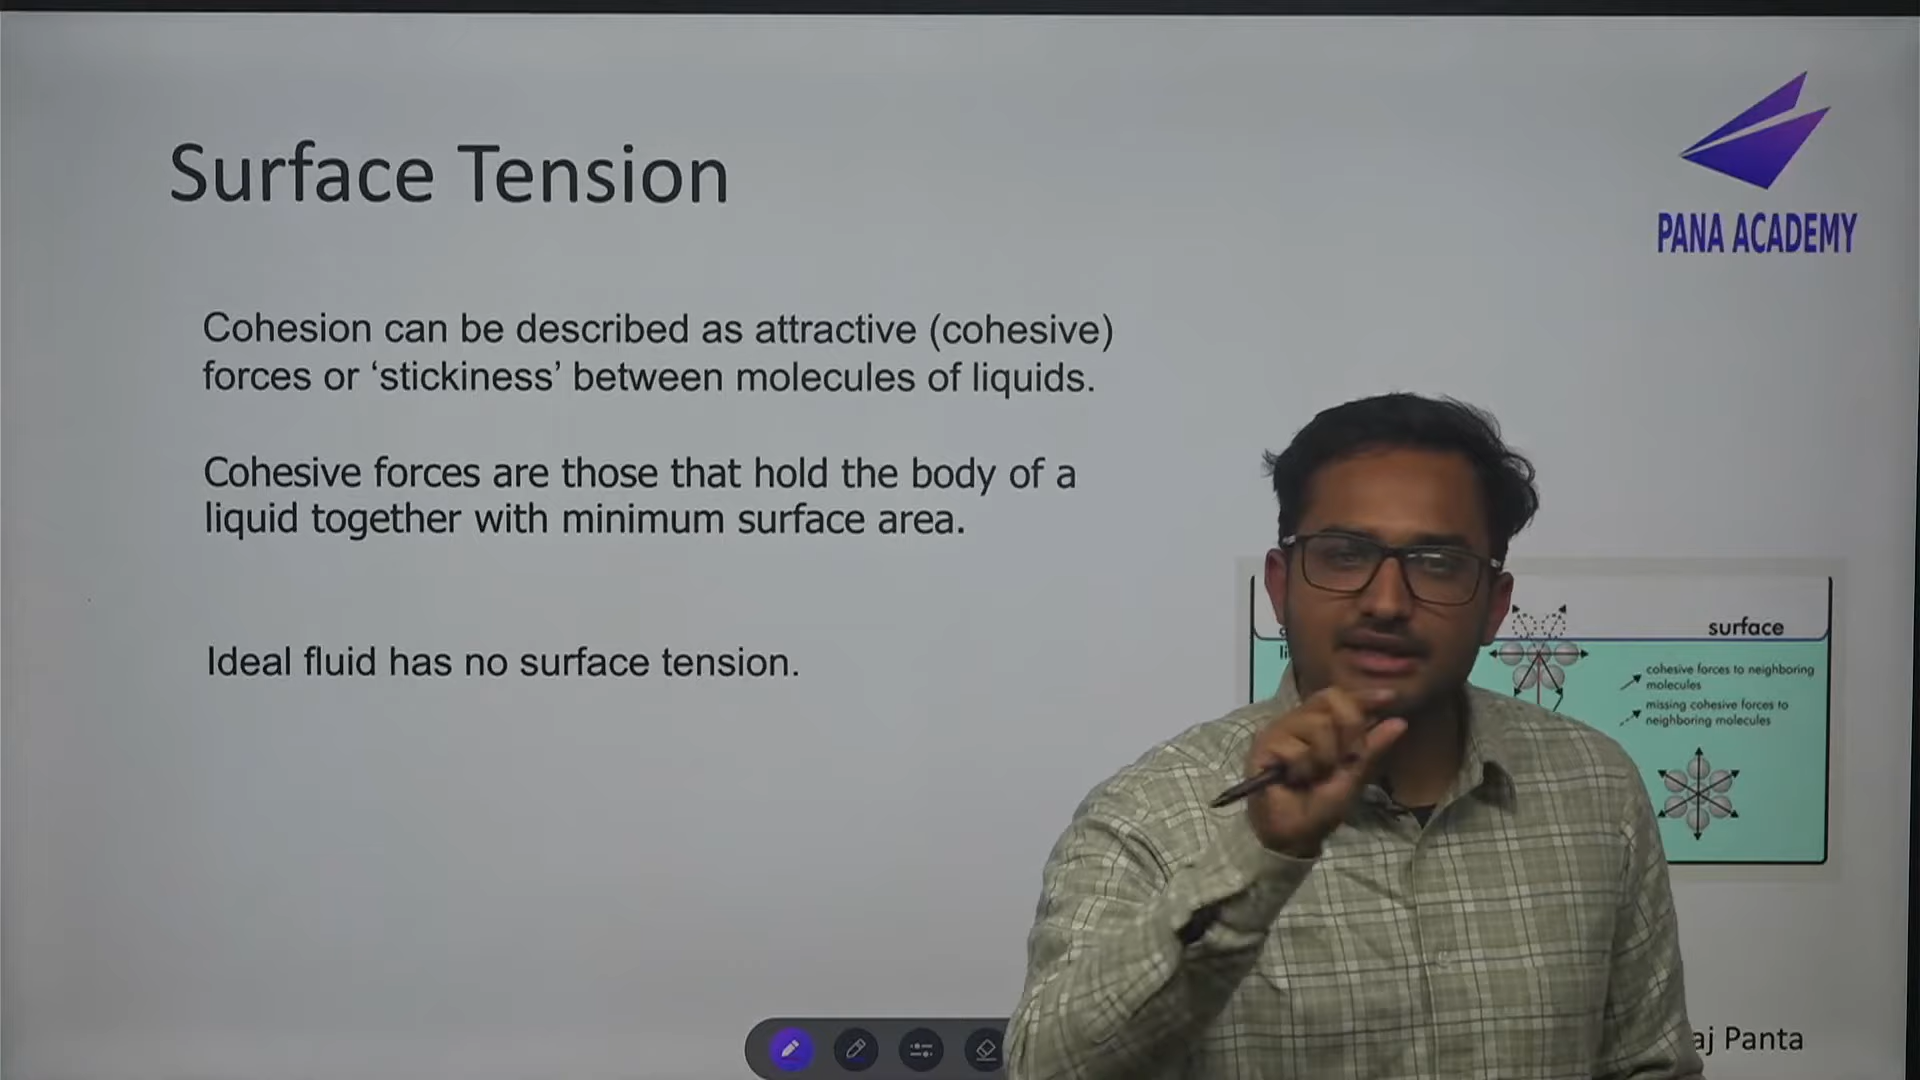 Surface Tension
PANA ACADEMY
Cohesion can be described as attractive (cohesive)
forces or ‘stickiness’ between molecules of liquids.
Cohesive forces are those that hold the body of a
liquid together with minimum surface area.
Ideal fluid has no surface tension.
surface
cohesive forces to neighboring
molecules
missing cohesive forces to
neighboring molecules
Panta